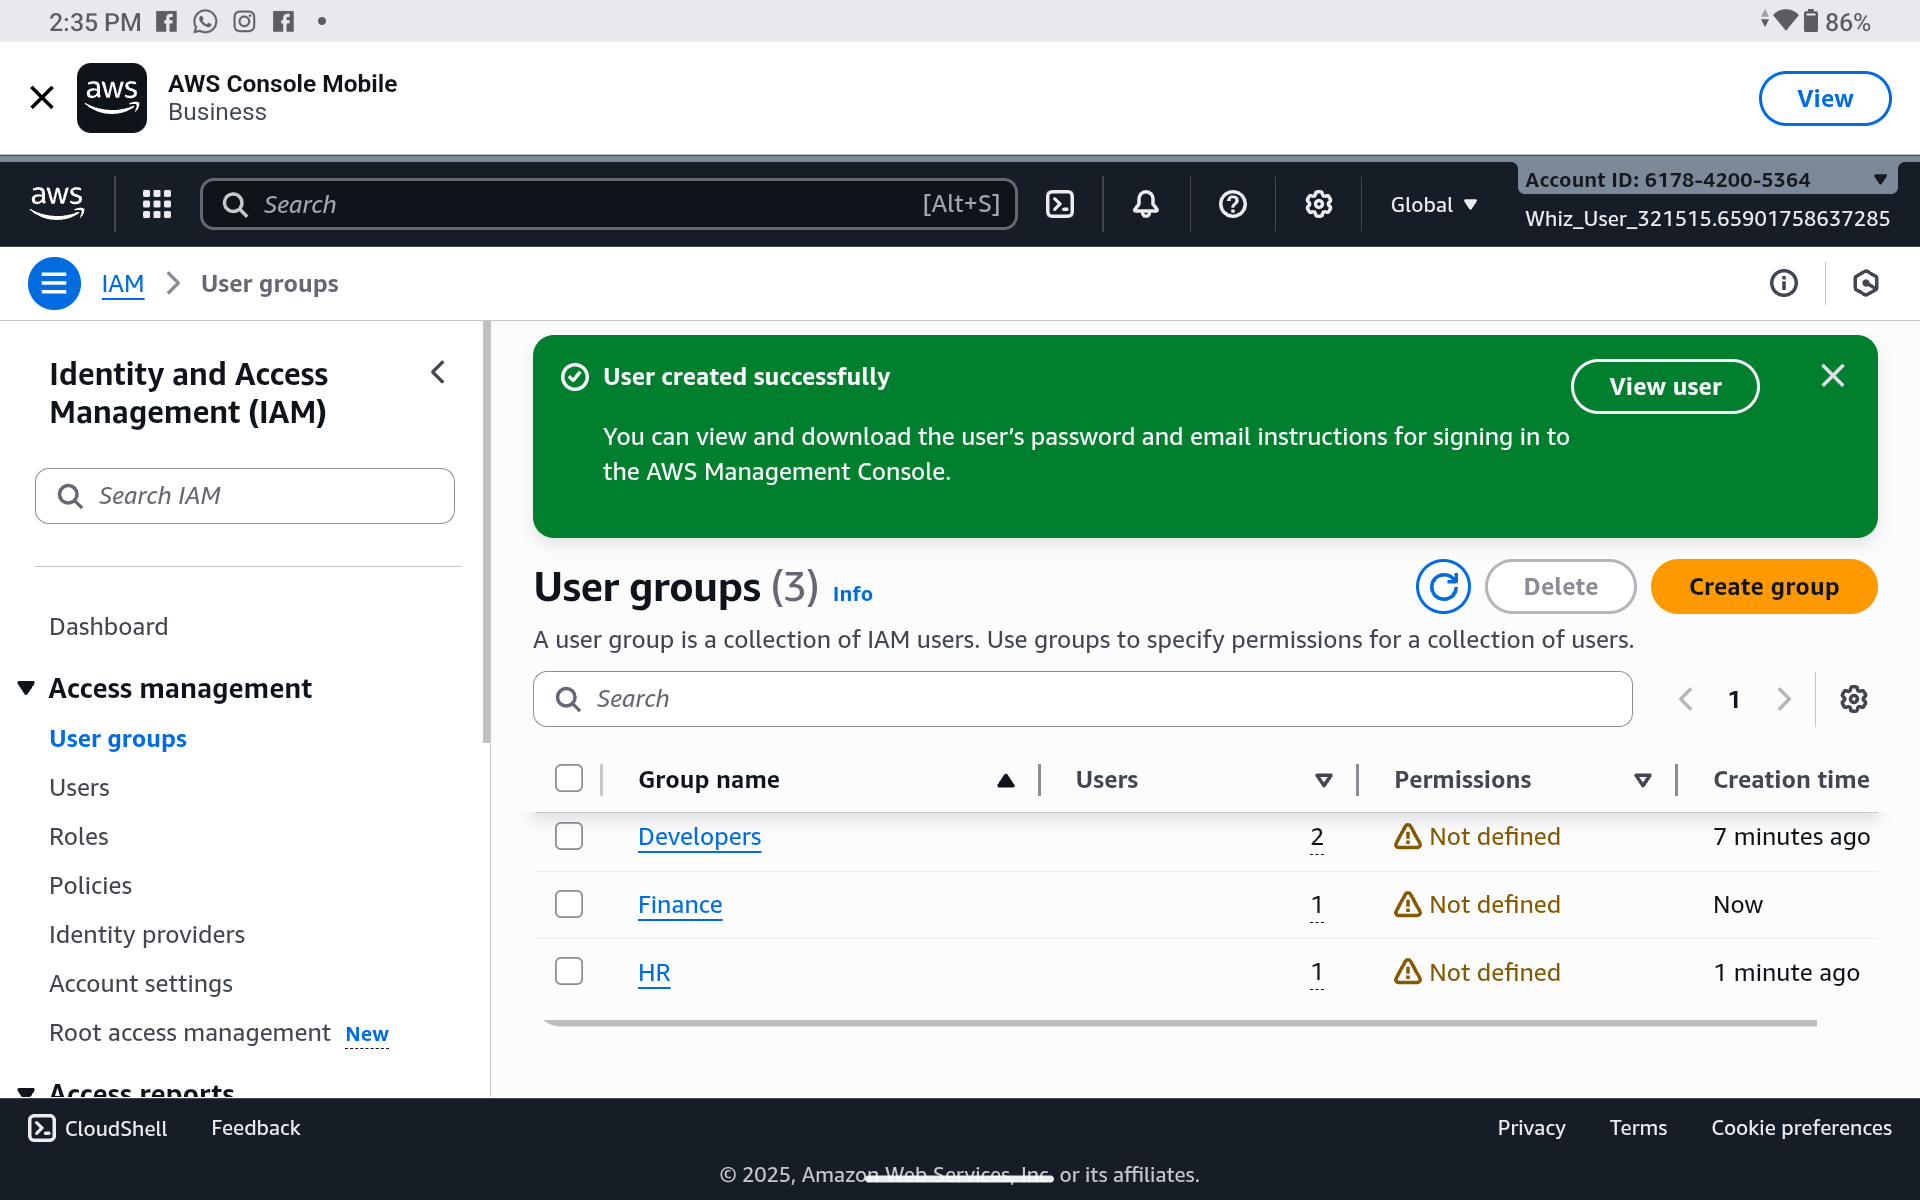 2:35 PM
86%
aws
AWS Console Mobile
Business
View
aws
Search
[Alt+S]
Global
Account ID: 6178-4200-5364
Whiz_User_321515.65901758637285
IAM
User groups
Identity and Access
Management (IAM)
Search IAM
Dashboard
Access management
User groups
Users
Roles
Policies
Identity providers
Account settings
Root access management New
Access reports
User created successfully
View user
You can view and download the user’s password and email instructions for signing in to
the AWS Management Console.
User groups (3) Info
Delete
Create group
A user group is a collection of IAM users. Use groups to specify permissions for a collection of users.
Search
1
Group name Users Permissions Creation time
Developers 2 Not defined 7 minutes ago
Finance 1 Not defined Now
HR 1 Not defined 1 minute ago
CloudShell
Feedback
Privacy
Terms
Cookie preferences
© 2025, Amazon Web Services, Inc. or its affiliates.